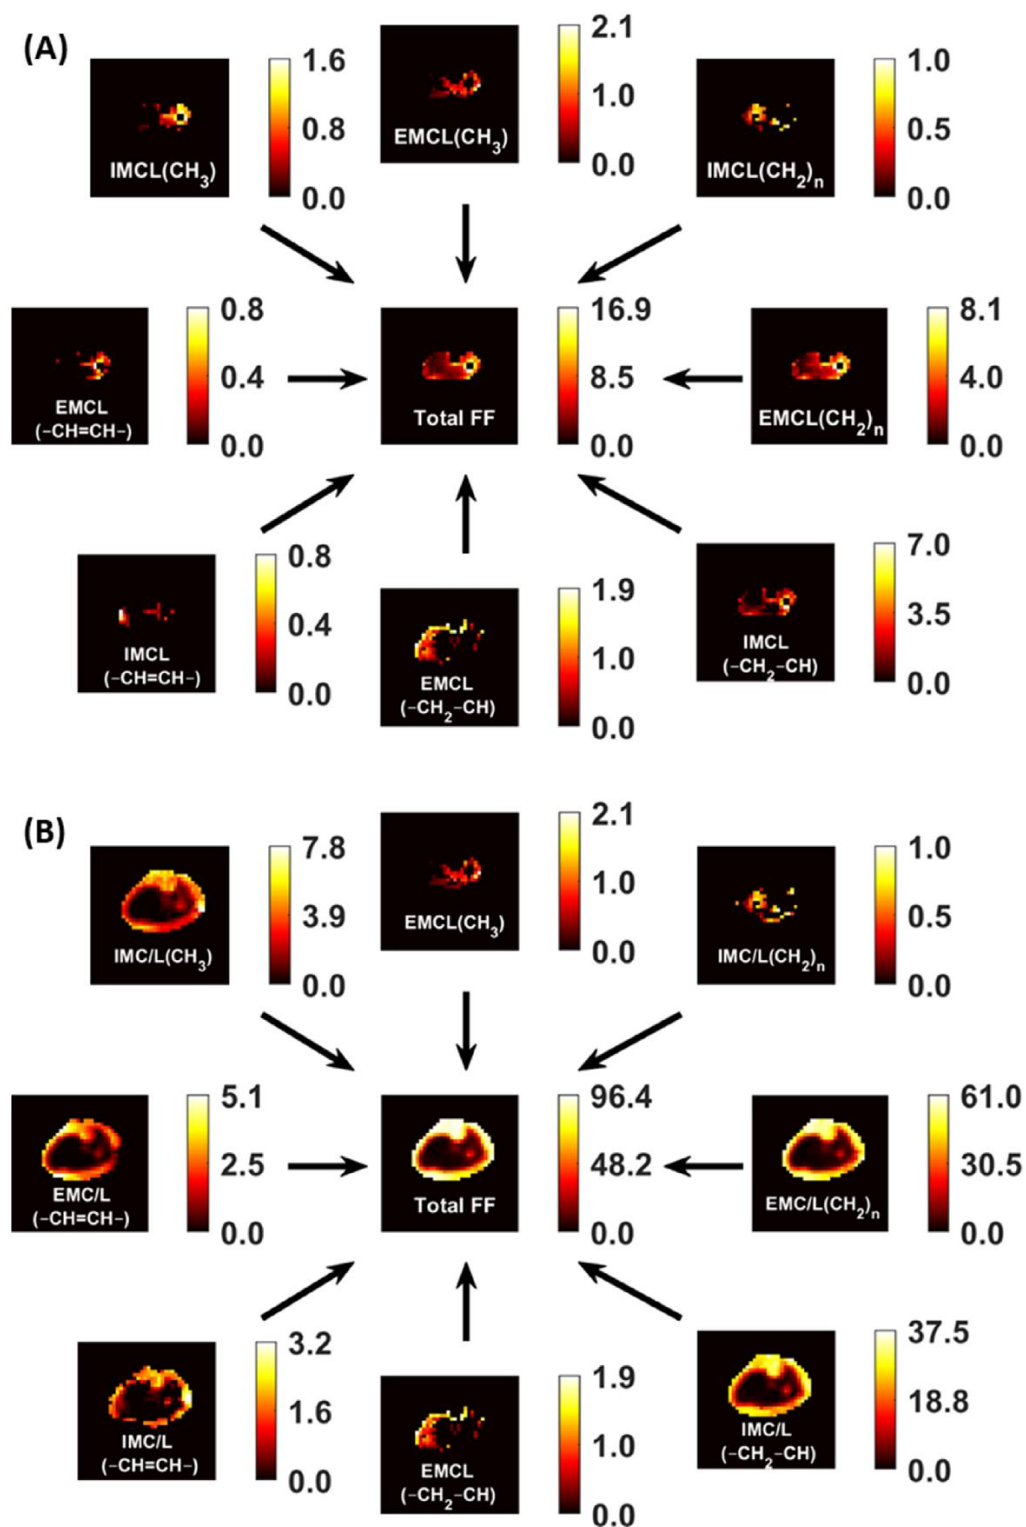 (A)
1.6
0.8
0.0
IMCL(CH3)
2.1
1.0
0.0
EMCL(CH3)
1.0
0.5
0.0
IMCL(CH2)n
0.8
0.4
0.0
EMCL
(–CH=CH–)
16.9
8.5
0.0
Total FF
8.1
4.0
0.0
EMCL(CH2)n
0.8
0.4
0.0
IMCL
(–CH=CH–)
1.9
1.0
0.0
EMCL
(–CH2–CH)
7.0
3.5
0.0
IMCL
(–CH2–CH)
(B)
7.8
3.9
0.0
IMC/L(CH3)
2.1
1.0
0.0
EMCL(CH3)
1.0
0.5
0.0
IMC/L(CH2)n
5.1
2.5
0.0
EMC/L
(–CH=CH–)
96.4
48.2
0.0
Total FF
61.0
30.5
0.0
EMC/L(CH2)n
3.2
1.6
0.0
IMC/L
(–CH=CH–)
1.9
1.0
0.0
EMCL
(–CH2–CH)
37.5
18.8
0.0
IMC/L
(–CH2–CH)